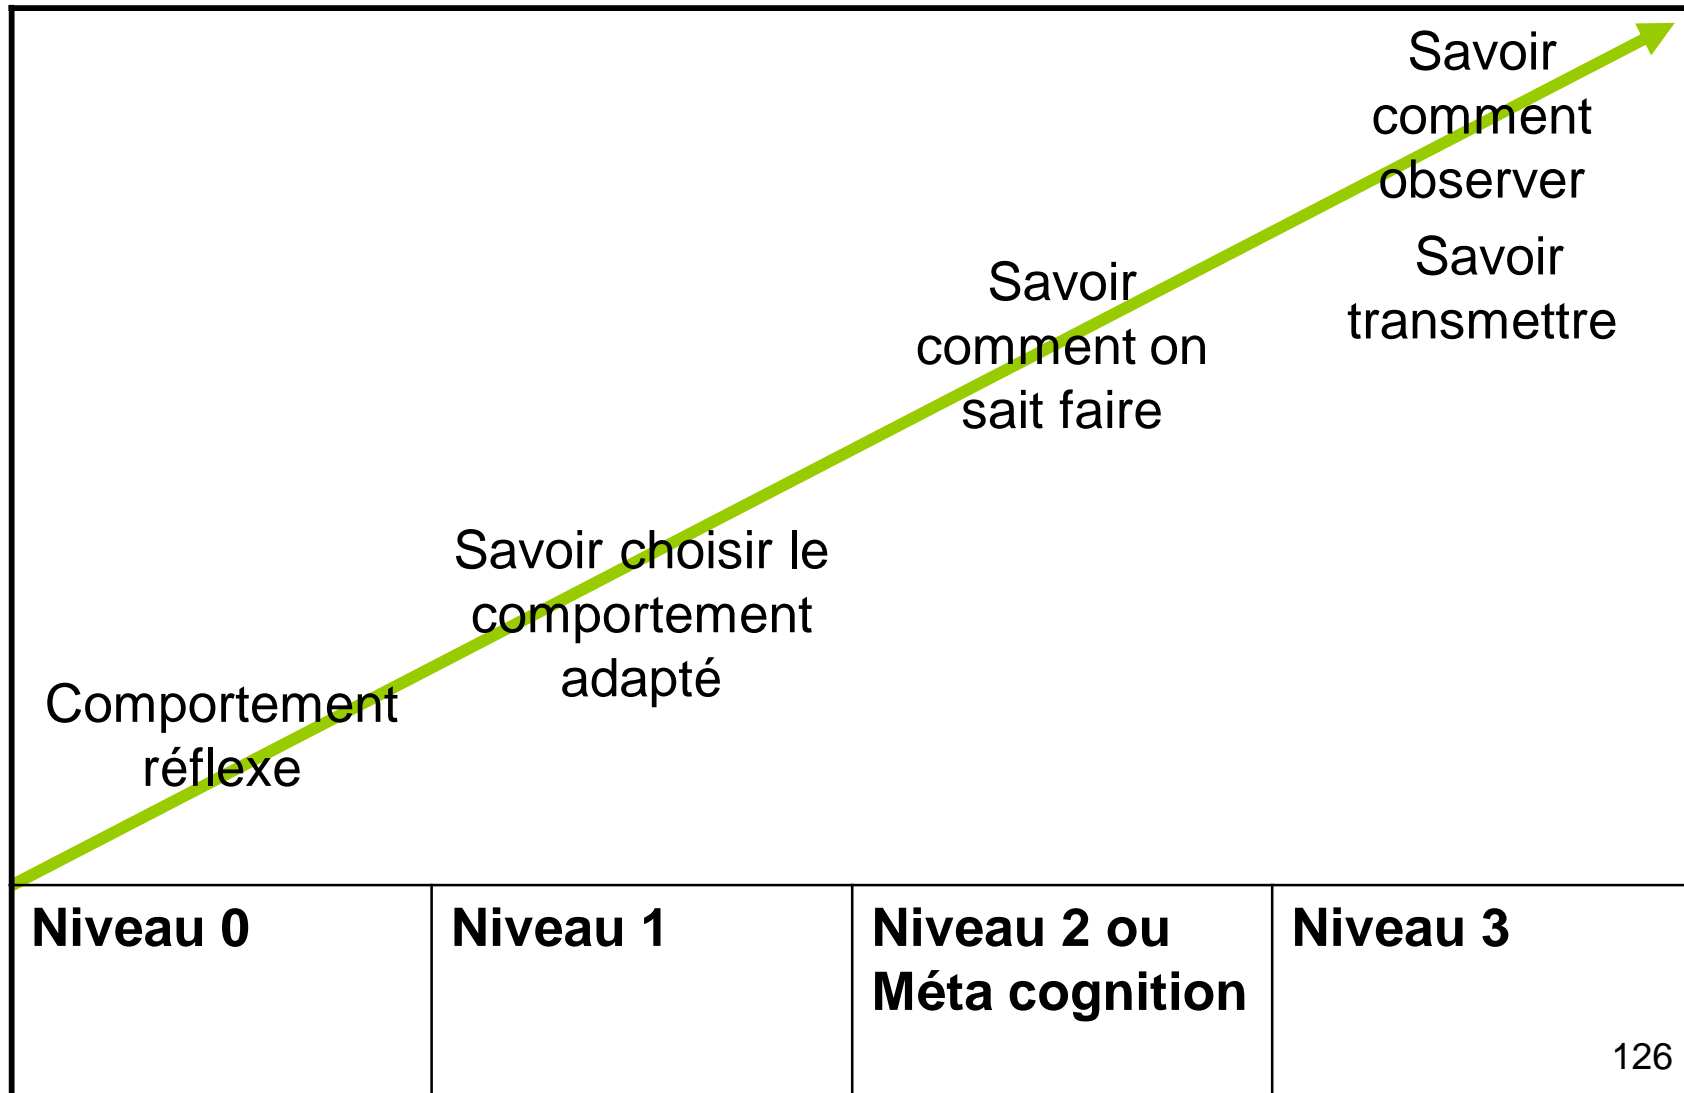 Savoir
comment
observer
Savoir
transmettre
Savoir
comment on
sait faire
Savoir choisir le
comportement
adapté
Comportement
réflexe
Niveau 0
Niveau 1
Niveau 2 ou
Méta cognition
Niveau 3
126